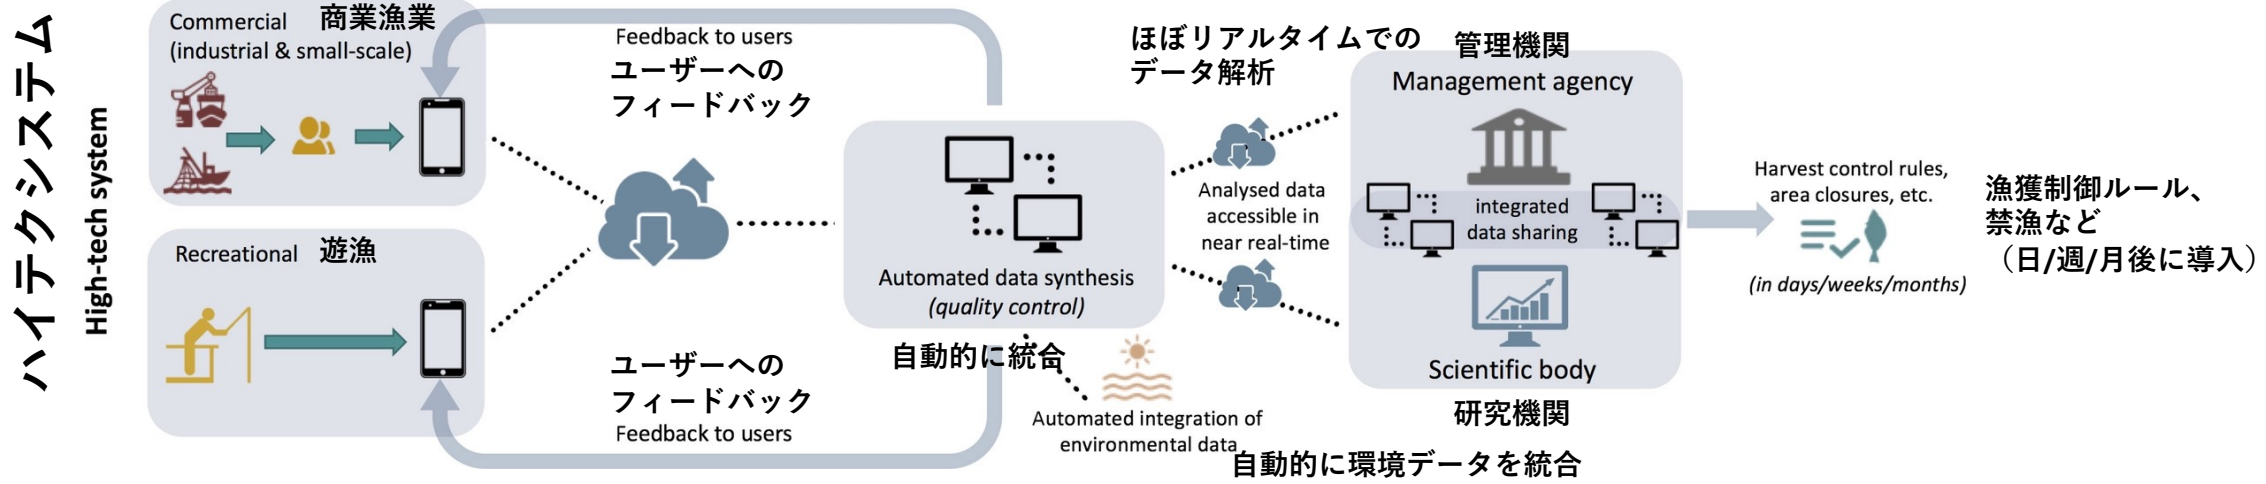 ハイテクシステム
High-tech system
Commercial 商業漁業
(industrial & small-scale)
Recreational 遊漁
Feedback to users
ユーザーへの
フィードバック
ユーザーへの
フィードバック
Feedback to users
Automated data synthesis
(quality control)
自動的に統合
Automated integration of
environmental data
自動的に環境データを統合
ほぼリアルタイムでの
データ解析
Analysed data
accessible in
near real-time
管理機関
Management agency
integrated
data sharing
Scientific body
研究機関
Harvest control rules,
area closures, etc.
(in days/weeks/months)
漁獲制御ルール、
禁漁など
（日/週/月後に導入）